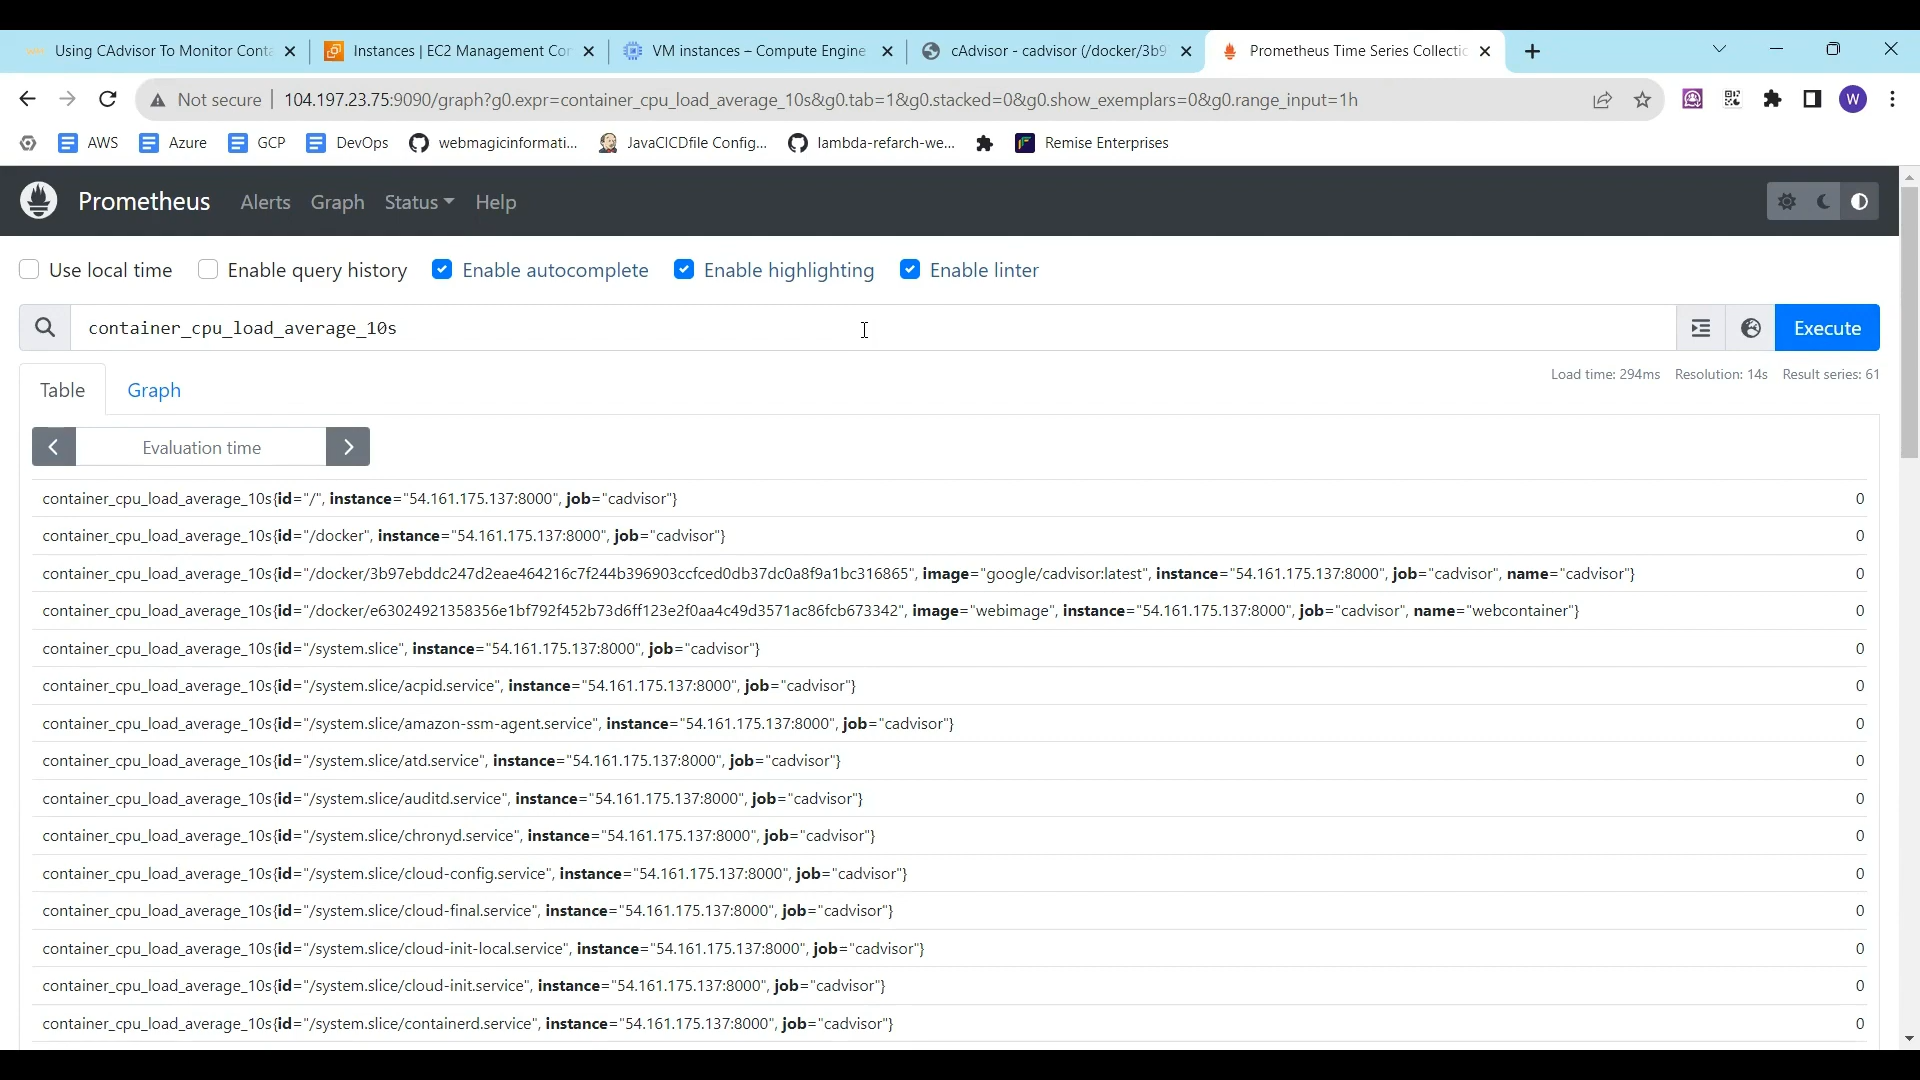 Using CAdvisor To Monitor Conta
Instances | EC2 Management Con
VM instances – Compute Engine
cAdvisor - cadvisor (/docker/3b9
Prometheus Time Series Collectio
Not secure
104.197.23.75:9090/graph?g0.expr=container_cpu_load_average_10s&g0.tab=1&g0.stacked=0&g0.show_exemplars=0&g0.range_input=1h
W
AWS
Azure
GCP
DevOps
webmagicinformati...
JavaCICDfile Config...
lambda-refarch-we...
Remise Enterprises
Prometheus
Alerts
Graph
Status
Help
Use local time
Enable query history
Enable autocomplete
Enable highlighting
Enable linter
container_cpu_load_average_10s
Execute
Table
Graph
Load time: 294ms
Resolution: 14s
Result series: 61
Evaluation time
container_cpu_load_average_10s{id="/", instance="54.161.175.137:8000", job="cadvisor"} 0
container_cpu_load_average_10s{id="/docker", instance="54.161.175.137:8000", job="cadvisor"} 0
container_cpu_load_average_10s{id="/docker/3b97ebddc247d2eae464216c7f244b396903ccfced0db37dc0a8f9a1bc316865", image="google/cadvisor:latest", instance="54.161.175.137:8000", job="cadvisor", name="cadvisor"} 0
container_cpu_load_average_10s{id="/docker/e63024921358356e1bf792f452b73d6ff123e2f0aa4c49d3571ac86fcb673342", image="webimage", instance="54.161.175.137:8000", job="cadvisor", name="webcontainer"} 0
container_cpu_load_average_10s{id="/system.slice", instance="54.161.175.137:8000", job="cadvisor"} 0
container_cpu_load_average_10s{id="/system.slice/acpid.service", instance="54.161.175.137:8000", job="cadvisor"} 0
container_cpu_load_average_10s{id="/system.slice/amazon-ssm-agent.service", instance="54.161.175.137:8000", job="cadvisor"} 0
container_cpu_load_average_10s{id="/system.slice/atd.service", instance="54.161.175.137:8000", job="cadvisor"} 0
container_cpu_load_average_10s{id="/system.slice/auditd.service", instance="54.161.175.137:8000", job="cadvisor"} 0
container_cpu_load_average_10s{id="/system.slice/chronyd.service", instance="54.161.175.137:8000", job="cadvisor"} 0
container_cpu_load_average_10s{id="/system.slice/cloud-config.service", instance="54.161.175.137:8000", job="cadvisor"} 0
container_cpu_load_average_10s{id="/system.slice/cloud-final.service", instance="54.161.175.137:8000", job="cadvisor"} 0
container_cpu_load_average_10s{id="/system.slice/cloud-init-local.service", instance="54.161.175.137:8000", job="cadvisor"} 0
container_cpu_load_average_10s{id="/system.slice/cloud-init.service", instance="54.161.175.137:8000", job="cadvisor"} 0
container_cpu_load_average_10s{id="/system.slice/containerd.service", instance="54.161.175.137:8000", job="cadvisor"} 0